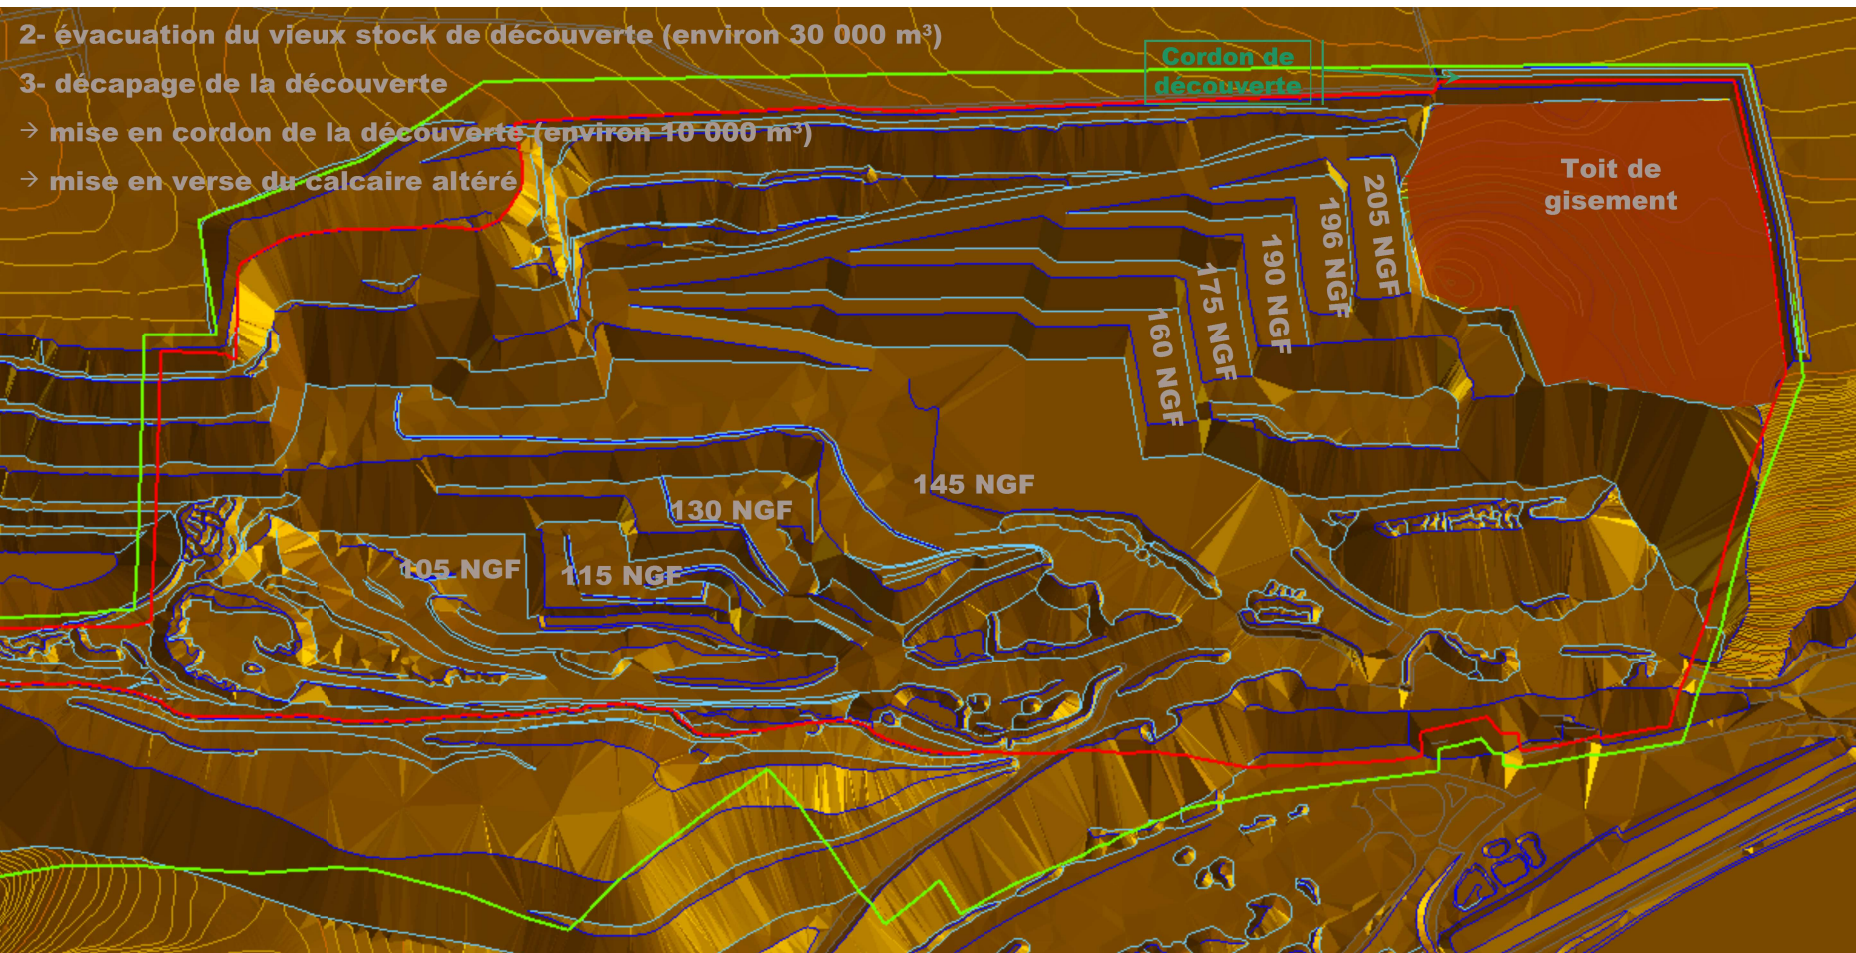 2- évacuation du vieux stock de découverte (environ 30 000 m³)
3- décapage de la découverte
→ mise en cordon de la découverte (environ 10 000 m³)
→ mise en verse du calcaire altéré
Cordon de
découverte
Toit de
gisement
205 NGF
196 NGF
190 NGF
175 NGF
160 NGF
145 NGF
130 NGF
115 NGF
105 NGF